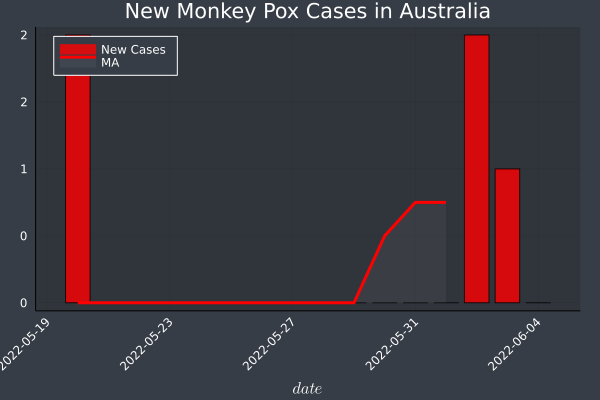 New Monkey Pox Cases in Australia
2
New Cases
MA
2
1
0
0
2022-05-19
2022-05-23
2022-05-27
2022-05-31
2022-06-04
date